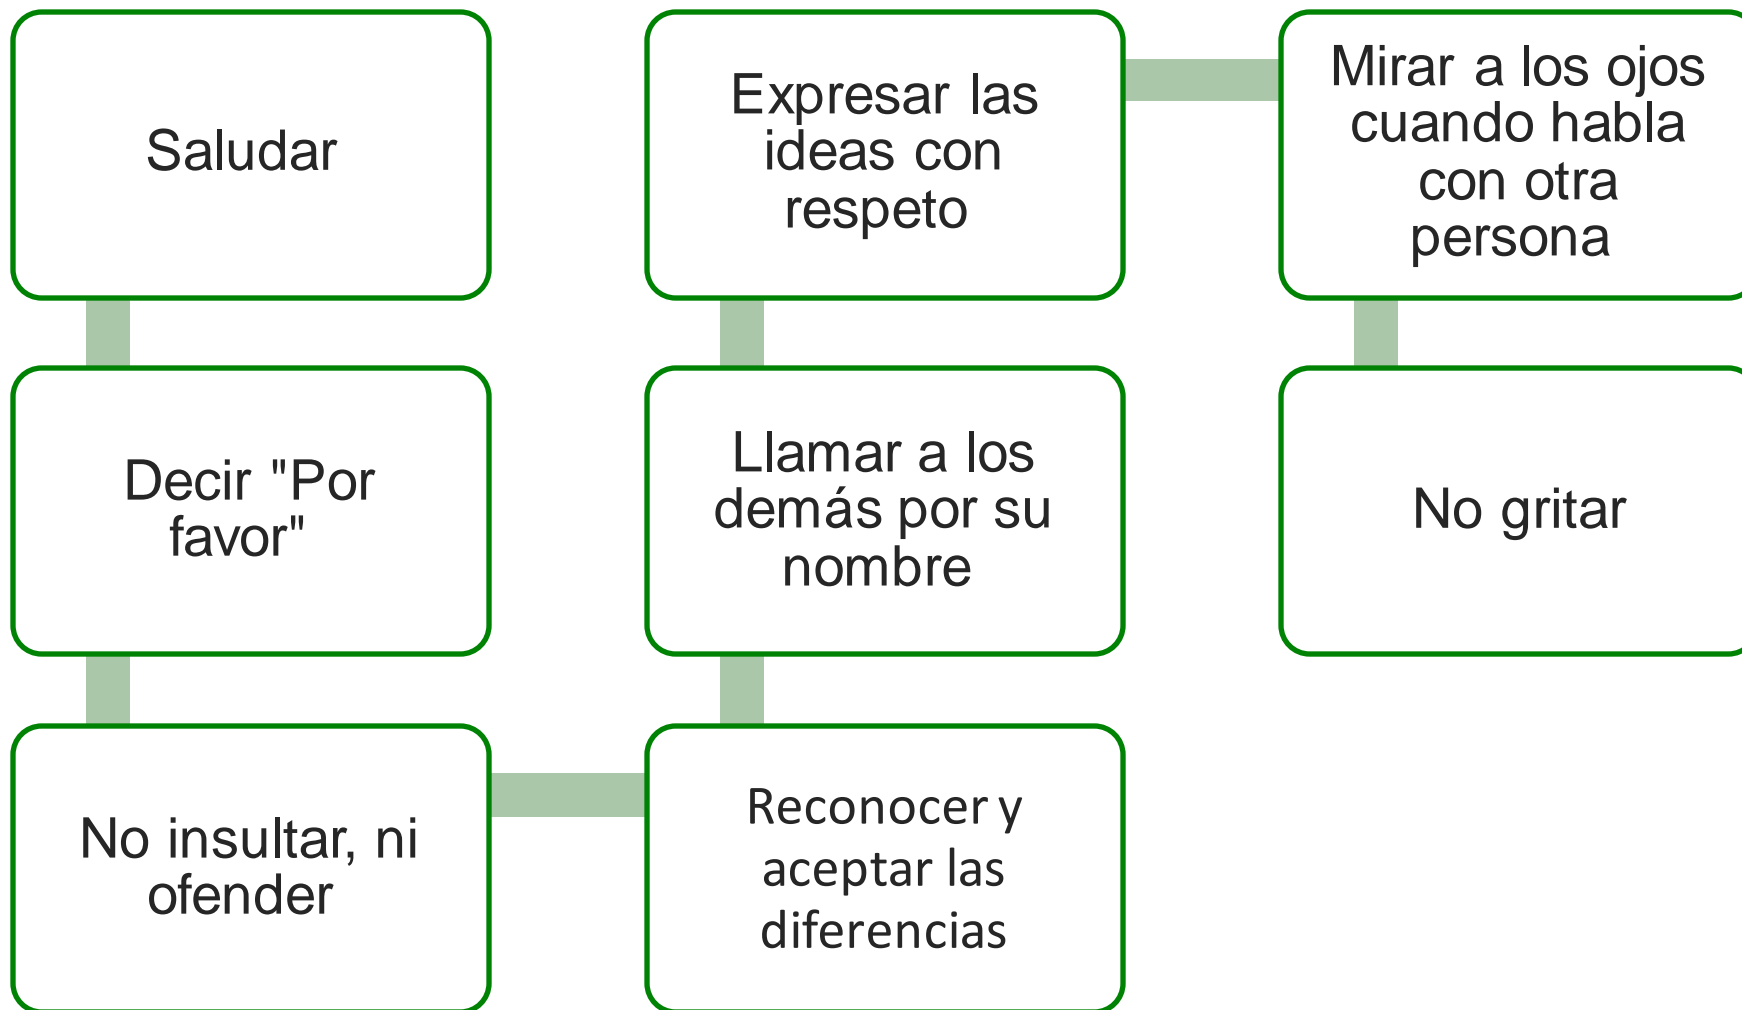 Saludar
Decir "Por
favor"
No insultar, ni
ofender
Reconocer y
aceptar las
diferencias
Llamar a los
demás por su
nombre
Expresar las
ideas con
respeto
Mirar a los ojos
cuando habla
con otra
persona
No gritar